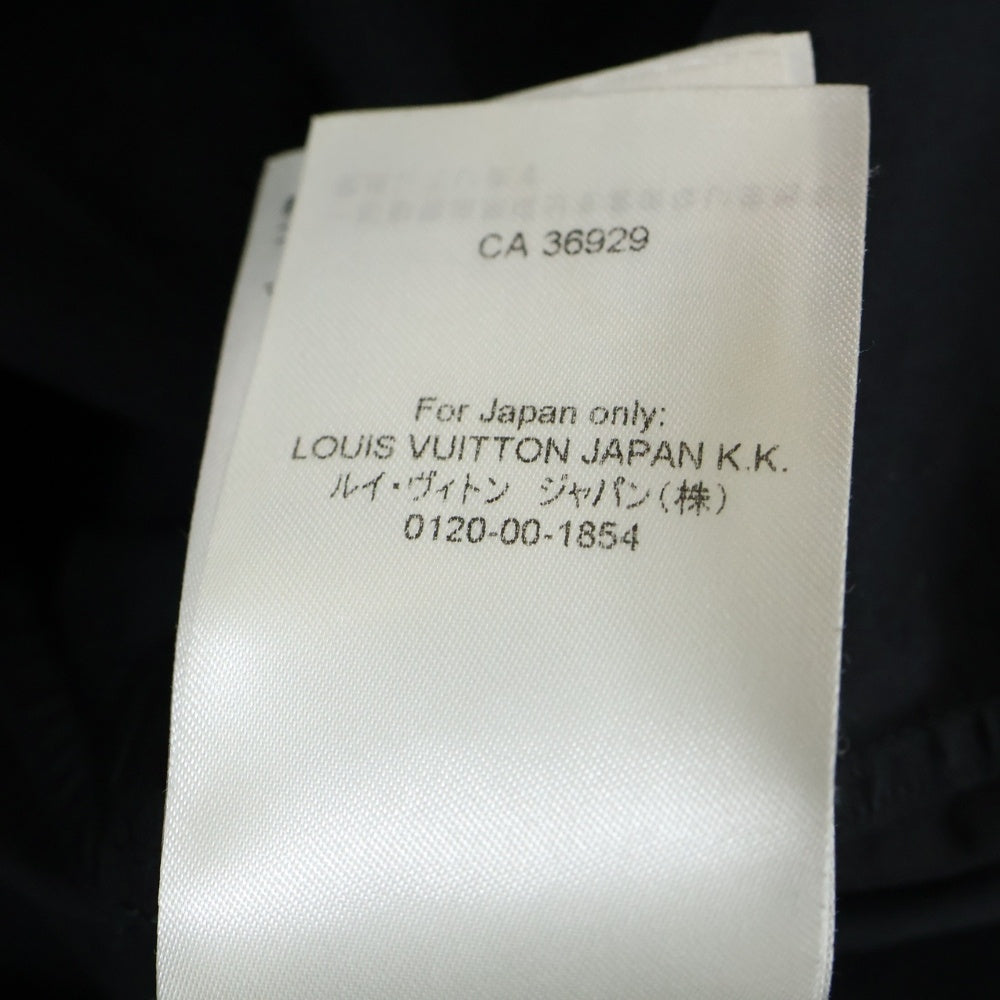 CA 36929
For Japan only:
LOUIS VUITTON JAPAN K.K.
ルイ・ヴィトン ジャパン(株)
0120-00-1854